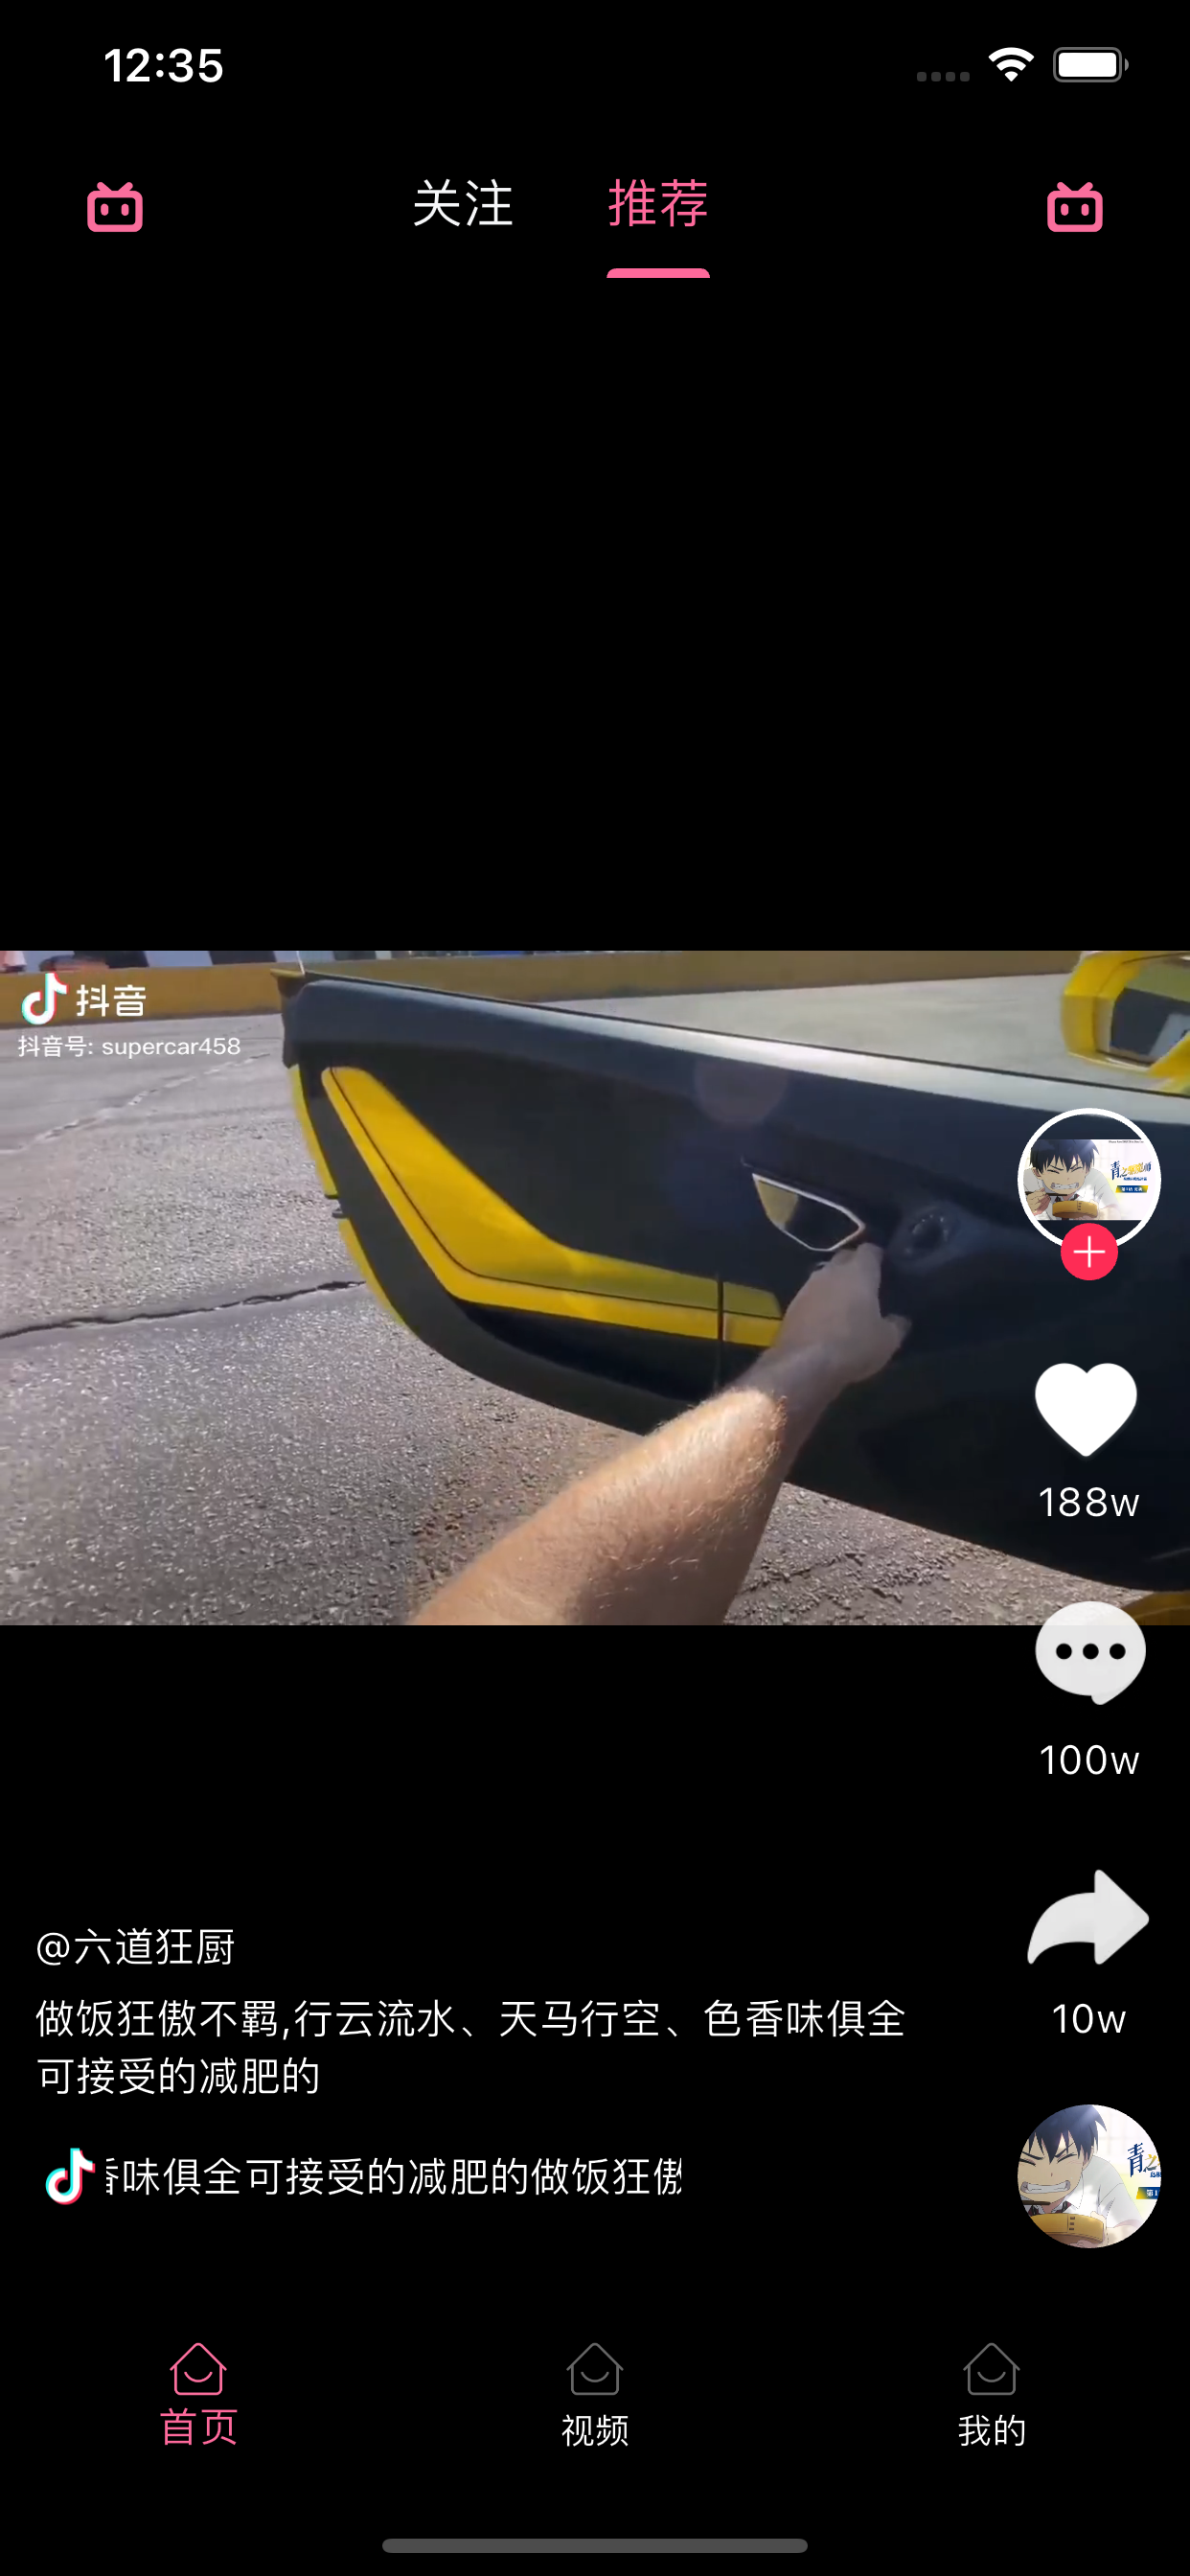 12:35
关注
推荐
抖音
抖音号: supercar458
188w
100w
10w
@六道狂厨
做饭狂傲不羁,行云流水、天马行空、色香味俱全
可接受的减肥的
味俱全可接受的减肥的做饭狂
首页
视频
我的